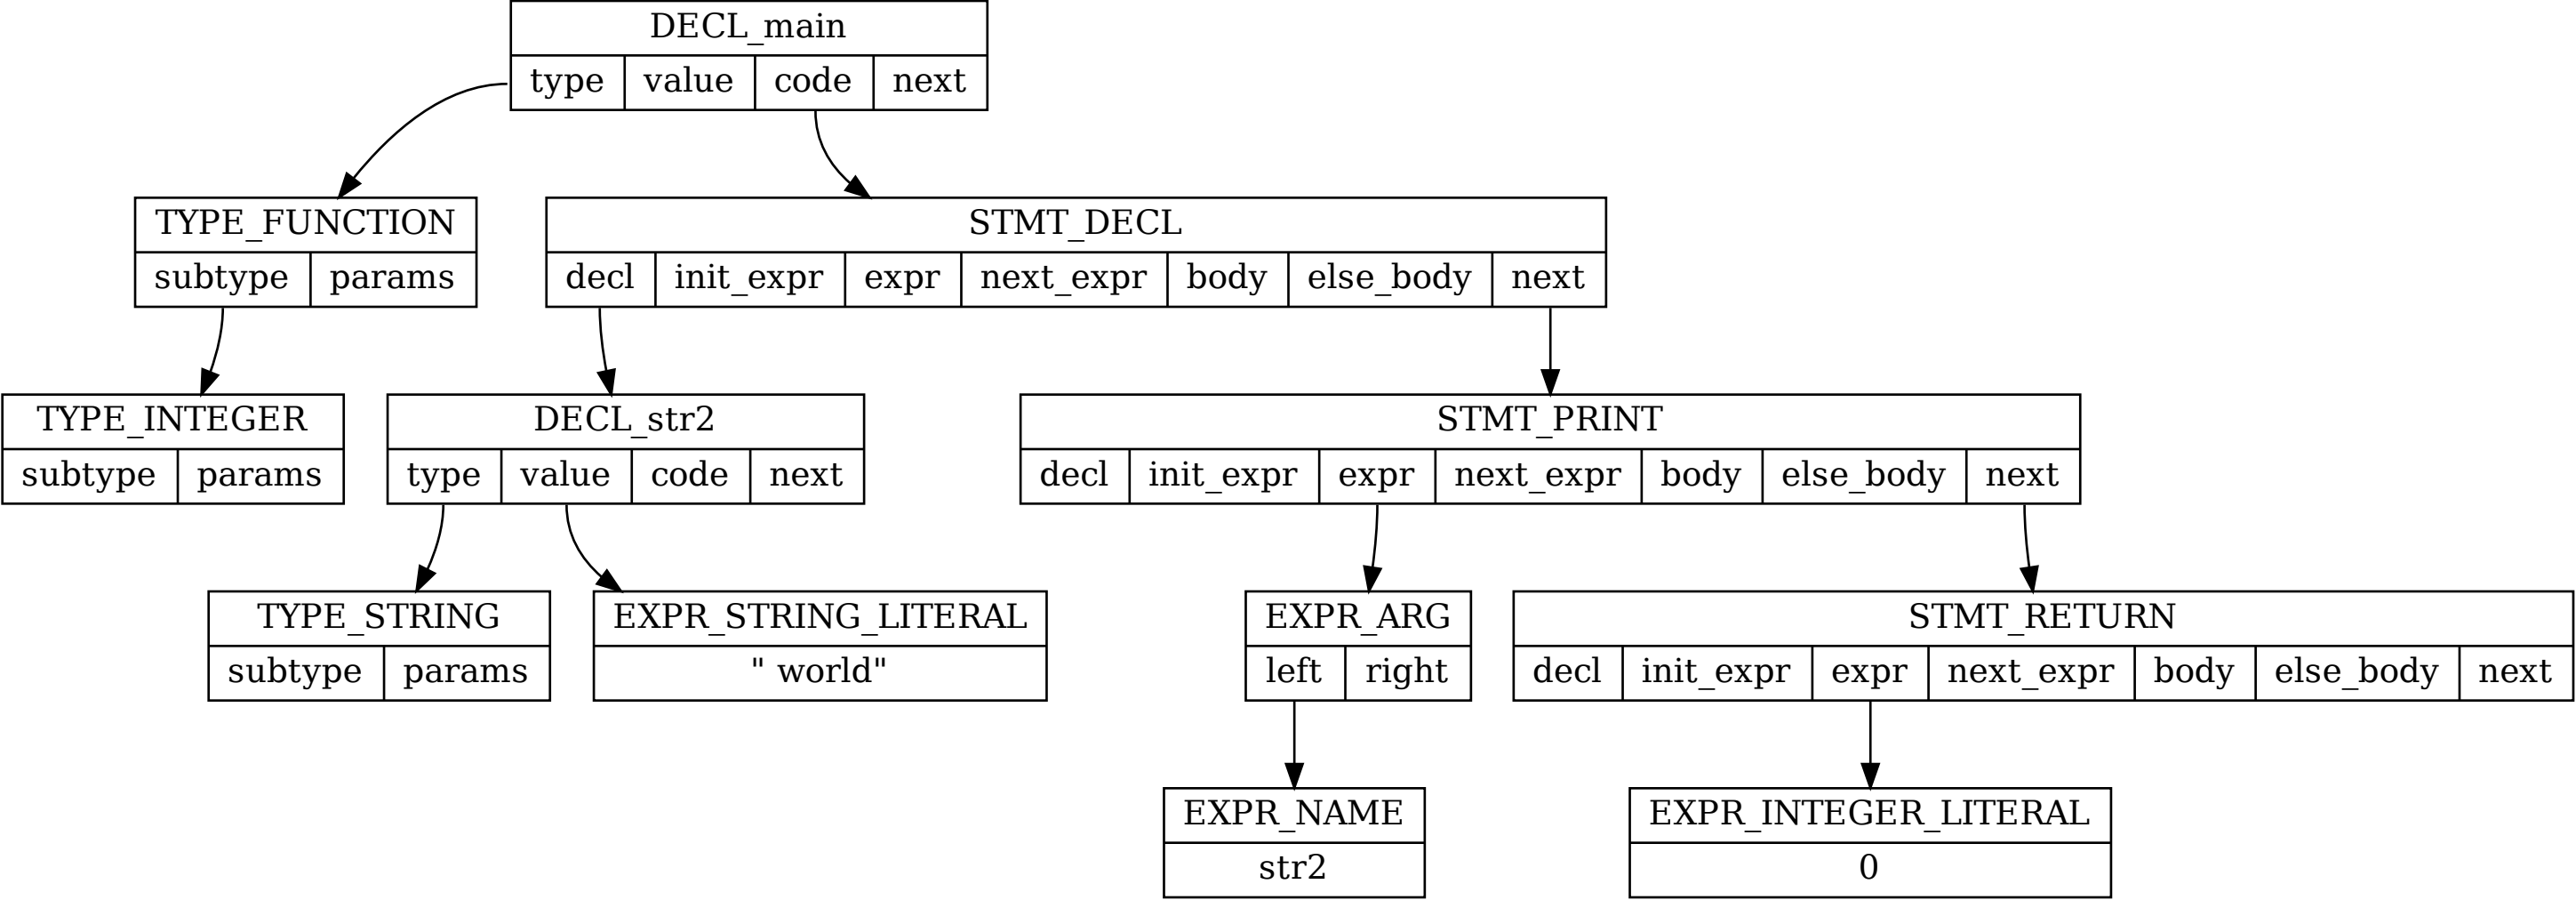 DECL_main
type value code next
TYPE_FUNCTION
subtype params
STMT_DECL
decl init_expr expr next_expr body else_body next
TYPE_INTEGER
subtype params
DECL_str2
type value code next
STMT_PRINT
decl init_expr expr next_expr body else_body next
TYPE_STRING
subtype params
EXPR_STRING_LITERAL
" world"
EXPR_ARG
left right
STMT_RETURN
decl init_expr expr next_expr body else_body next
EXPR_NAME
str2
EXPR_INTEGER_LITERAL
0